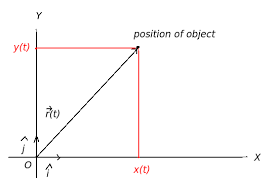 Y
position of object
y(t)
r⃗(t)
ĵ
O
î
x(t)
X